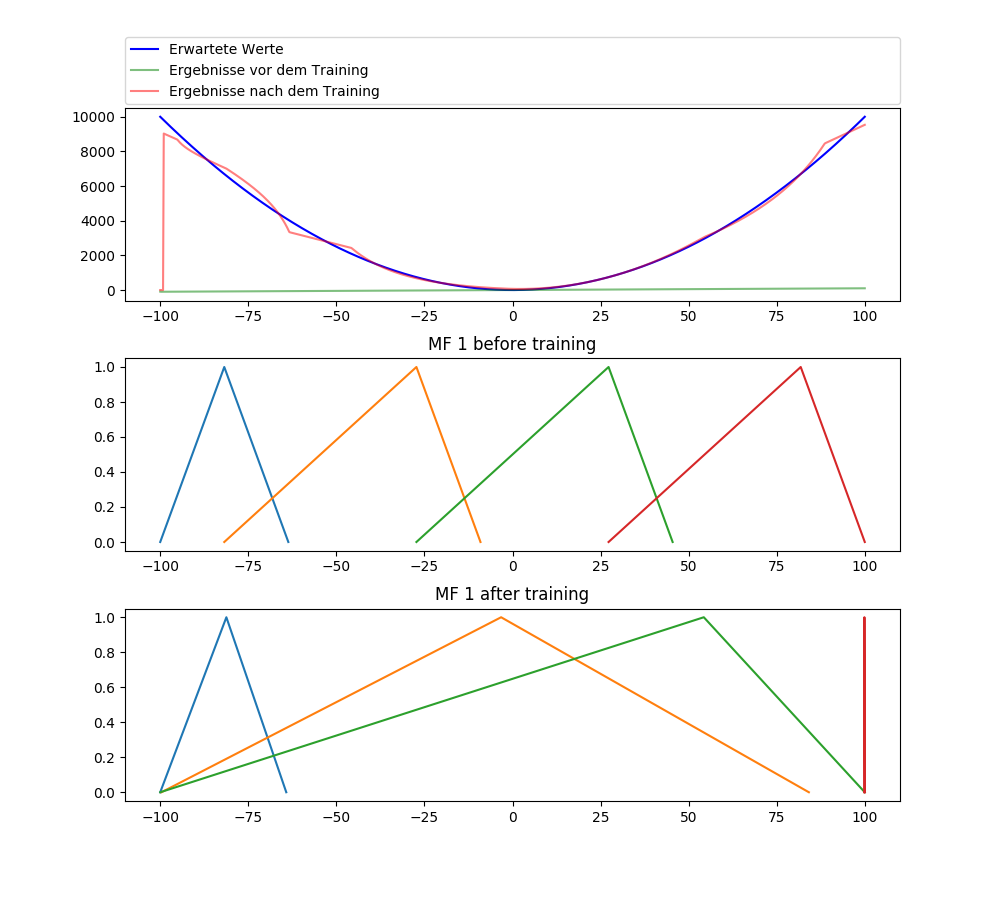 Erwartete Werte
Ergebnisse vor dem Training
Ergebnisse nach dem Training
10000
8000
6000
4000
2000
0
−100 −75 −50 −25 0 25 50 75 100
MF 1 before training
1.0
0.8
0.6
0.4
0.2
0.0
−100 −75 −50 −25 0 25 50 75 100
MF 1 after training
1.0
0.8
0.6
0.4
0.2
0.0
−100 −75 −50 −25 0 25 50 75 100